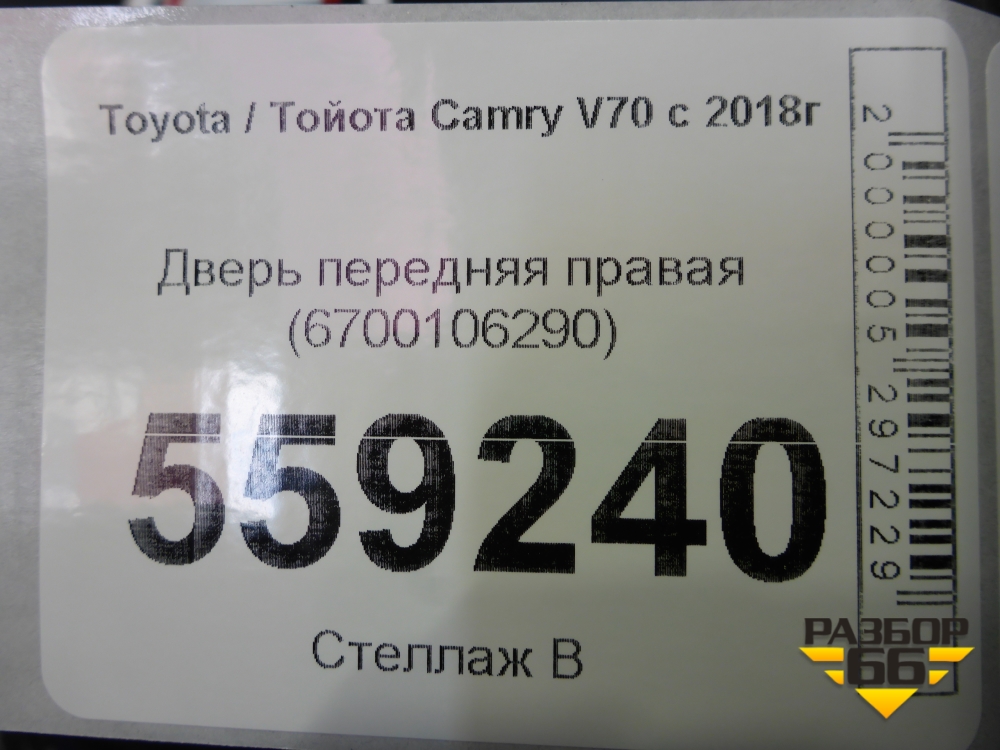 Toyota / Тойота Camry V70 с 2018г
Дверь передняя правая
(6700106290)
559240
Стеллаж В
2000005297229
РАЗБОР
66